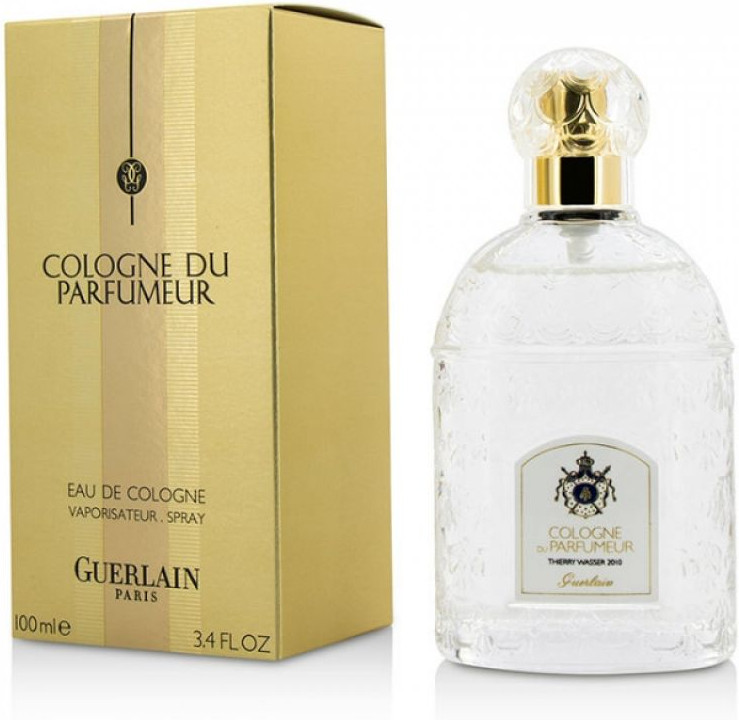 COLOGNE DU
PARFUMEUR
EAU DE COLOGNE
VAPORISATEUR . SPRAY
GUERLAIN
PARIS
100 ml e
3.4 FL OZ
COLOGNE
DU PARFUMEUR
THIERRY WASSER 2010
Guerlain